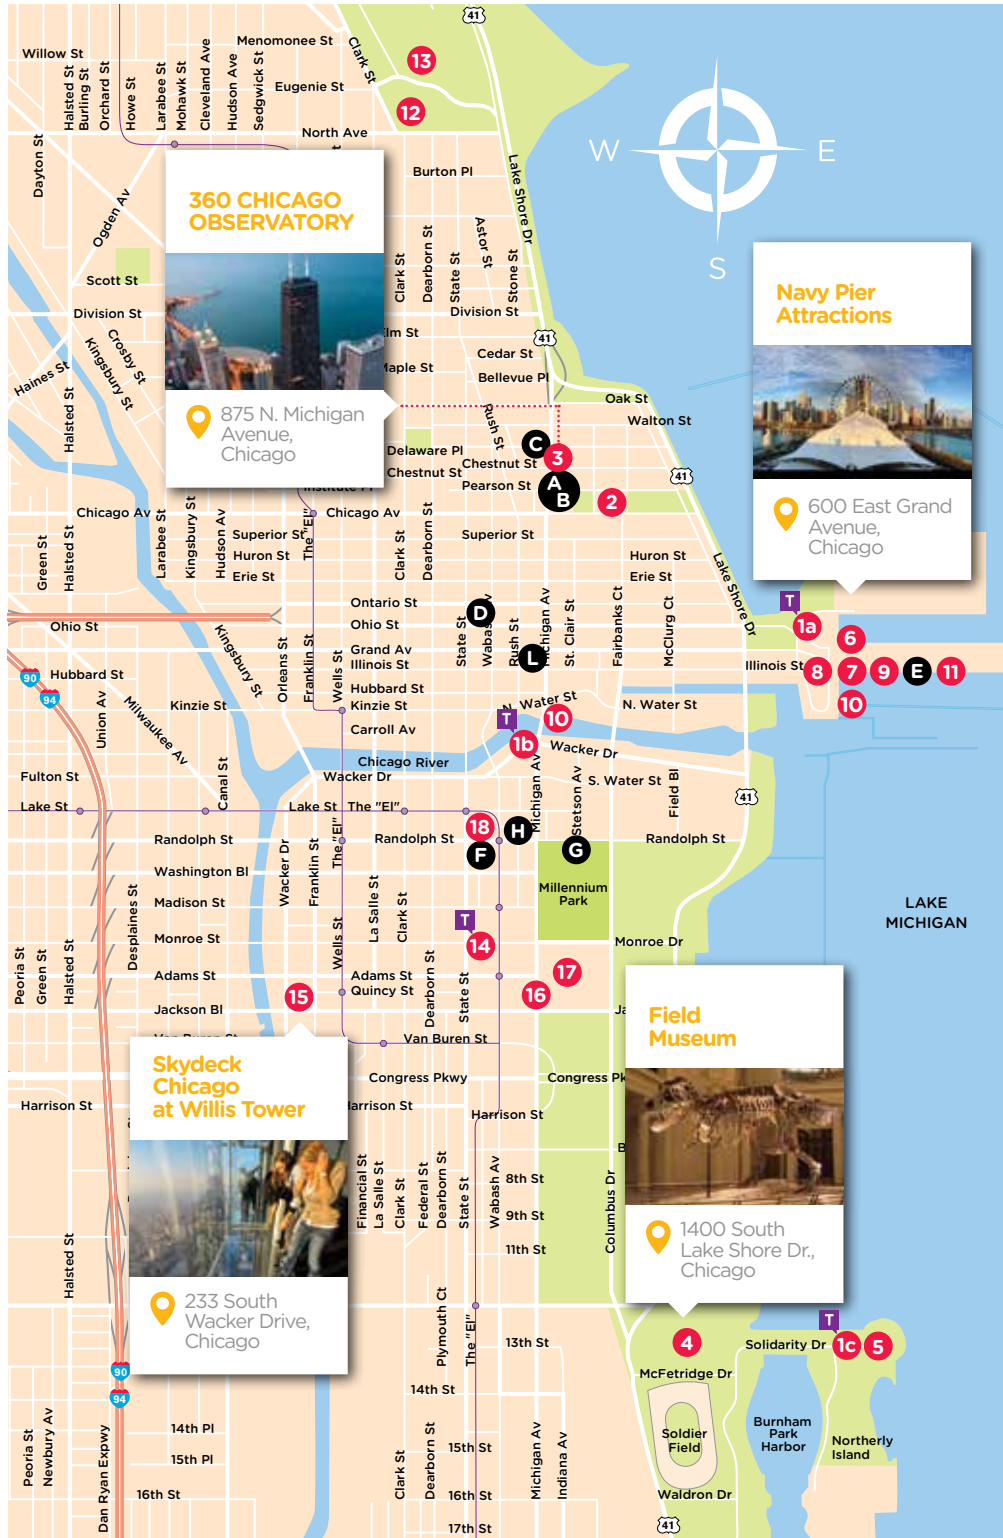 41
Willow St
Menomonee St
Clark St
13
Eugenie St
Halsted St
Burling St
Orchard St
Howe St
Larabee St
Mohawk St
Cleveland Ave
Hudson Ave
Sedgwick St
12
North Ave
Dayton St
Burton Pl
Lake Shore Dr
W
E
S
360 CHICAGO
OBSERVATORY
Ogden Av
Astor St
Clark St
Dearborn St
State St
Stone St
Scott St
Division St
Division St
Navy Pier
Attractions
Elm St
41
Crosby St
Kingsbury St
Cedar St
Maple St
Bellevue Pl
Haines St
Halsted St
875 N. Michigan
Avenue,
Chicago
Oak St
Rush St
Walton St
C
Delaware Pl
3
Chestnut St
Chestnut St
41
A
B
Pearson St
Institute Pl
2
600 East Grand
Avenue,
Chicago
Chicago Av
Chicago Av
Green St
Halsted St
Larabee St
Kingsbury St
Hudson Av
The "El"
Clark St
Dearborn St
Superior St
Superior St
Huron St
Huron St
Erie St
Erie St
Lake Shore Dr
T
1a
Ontario St
D
Ohio St
Ohio St
Kingsbury St
State St
Wabash Av
Rush St
Michigan Av
St. Clair St
Fairbanks Ct
McClurg Ct
6
Grand Av
Illinois St
L
Illinois St
8
7
9
E
11
90
94
Hubbard St
Orleans St
Franklin St
Wells St
Hubbard St
Kinzie St
Kinzie St
N. Water St
N. Water St
10
10
Union Av
Milwaukee Av
Carroll Av
T
1b
Wacker Dr
Chicago River
Wacker Dr
Fulton St
Canal St
S. Water St
Michigan Av
Stetson Av
Field Bl
41
Lake St
Lake St
The "El"
18
H
Randolph St
Randolph St
Randolph St
F
G
The "El"
Wacker Dr
Franklin St
Washington Bl
Millennium
Park
La Salle St
Clark St
Madison St
LAKE
MICHIGAN
Desplaines St
Wells St
T
14
Monroe St
Monroe Dr
Peoria St
Green St
Halsted St
Adams St
Adams St
Quincy St
Dearborn St
State St
17
16
15
Jackson Bl
Field
Museum
Van Buren St
Van Buren St
Skydeck
Chicago
at Willis Tower
Congress Pkwy
Harrison St
Harrison St
Harrison St
Financial St
La Salle St
Clark St
Federal St
Dearborn St
State St
Wabash Av
8th St
9th St
Columbus Dr
11th St
1400 South
Lake Shore Dr.,
Chicago
Halsted St
233 South
Wacker Drive,
Chicago
Plymouth Ct
The "El"
13th St
4
Solidarity Dr
T
1c
5
McFetridge Dr
90
94
14th St
Soldier
Field
Burnham
Park
Harbor
Northerly
Island
Peoria St
Newbury Av
Dan Ryan Expwy
14th Pl
15th Pl
16th St
Clark St
Dearborn St
15th St
Michigan Av
Indiana Av
16th St
Waldron Dr
17th St
41